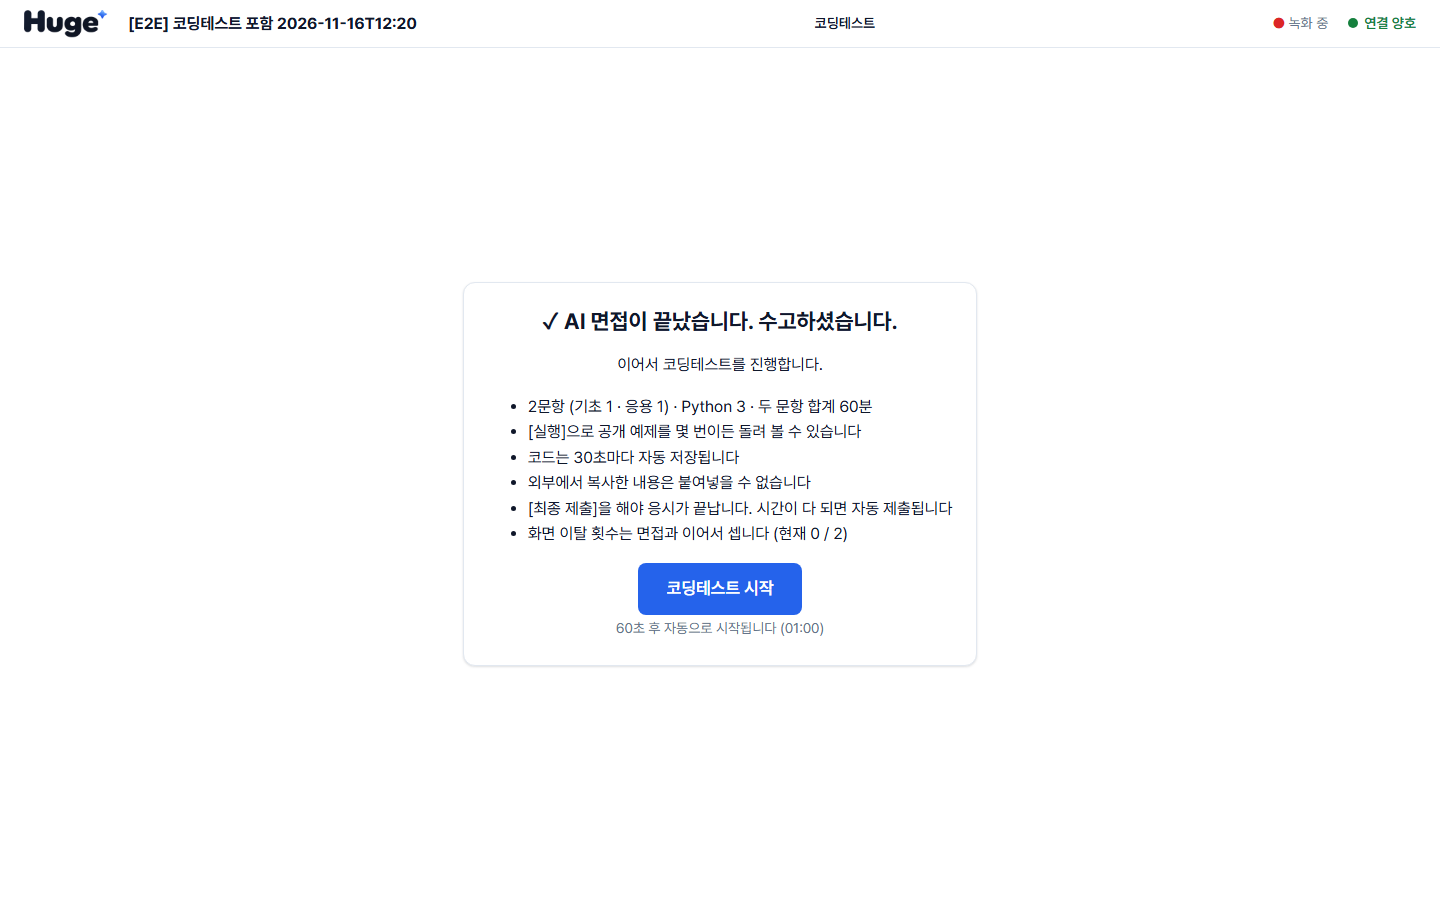 Huge
[E2E] 코딩테스트 포함 2026-11-16T12:20
코딩테스트
녹화 중
연결 양호
✓ AI 면접이 끝났습니다. 수고하셨습니다.
이어서 코딩테스트를 진행합니다.
• 2문항 (기초 1 · 응용 1) · Python 3 · 두 문항 합계 60분
• [실행]으로 공개 예제를 몇 번이든 돌려 볼 수 있습니다
• 코드는 30초마다 자동 저장됩니다
• 외부에서 복사한 내용은 붙여넣을 수 없습니다
• [최종 제출]을 해야 응시가 끝납니다. 시간이 다 되면 자동 제출됩니다
• 화면 이탈 횟수는 면접과 이어서 셉니다 (현재 0 / 2)
코딩테스트 시작
60초 후 자동으로 시작됩니다 (01:00)